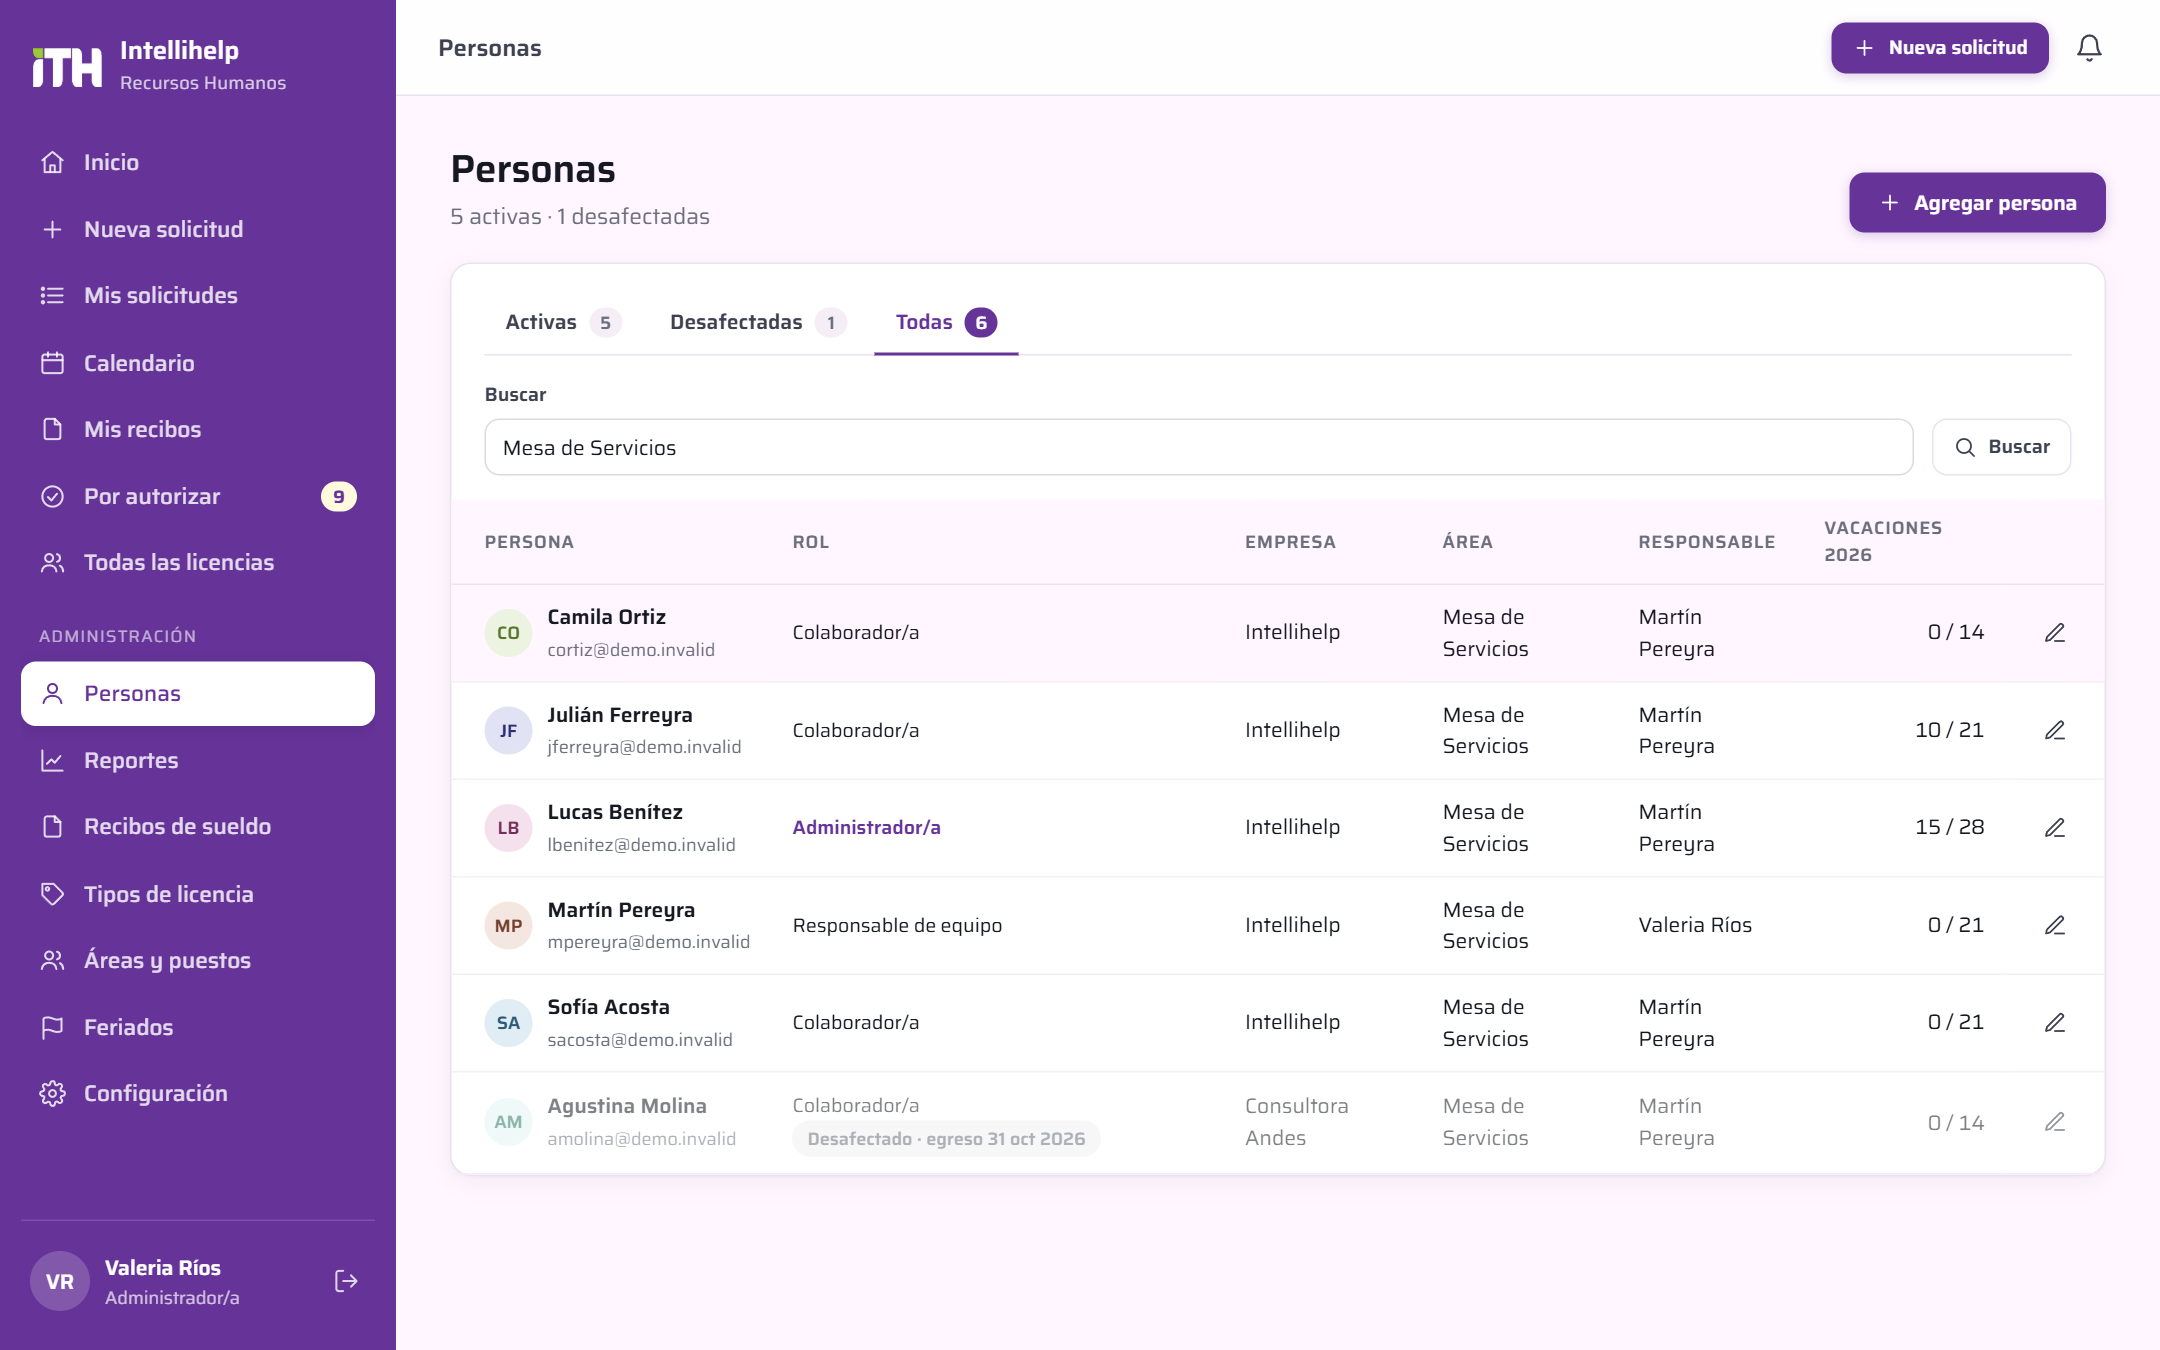 iTH
Intellihelp
Recursos Humanos
Inicio
Nueva solicitud
Mis solicitudes
Calendario
Mis recibos
Por autorizar 9
Todas las licencias
ADMINISTRACIÓN
Personas
Reportes
Recibos de sueldo
Tipos de licencia
Áreas y puestos
Feriados
Configuración
VR
Valeria Ríos
Administrador/a
Personas
Nueva solicitud
Personas
5 activas · 1 desafectadas
Agregar persona
Activas 5 Desafectadas 1 Todas 6
Buscar
Mesa de Servicios
Buscar
PERSONA ROL EMPRESA ÁREA RESPONSABLE VACACIONES
2026
CO Camila Ortiz
cortiz@demo.invalid
Colaborador/a
Intellihelp
Mesa de
Servicios
Martín
Pereyra
0 / 14
JF Julián Ferreyra
jferreyra@demo.invalid
Colaborador/a
Intellihelp
Mesa de
Servicios
Martín
Pereyra
10 / 21
LB Lucas Benítez
lbenitez@demo.invalid
Administrador/a
Intellihelp
Mesa de
Servicios
Martín
Pereyra
15 / 28
MP Martín Pereyra
mpereyra@demo.invalid
Responsable de equipo
Intellihelp
Mesa de
Servicios
Valeria Ríos
0 / 21
SA Sofía Acosta
sacosta@demo.invalid
Colaborador/a
Intellihelp
Mesa de
Servicios
Martín
Pereyra
0 / 21
AM Agustina Molina
amolina@demo.invalid
Colaborador/a
Desafectado · egreso 31 oct 2026
Consultora
Andes
Mesa de
Servicios
Martín
Pereyra
0 / 14